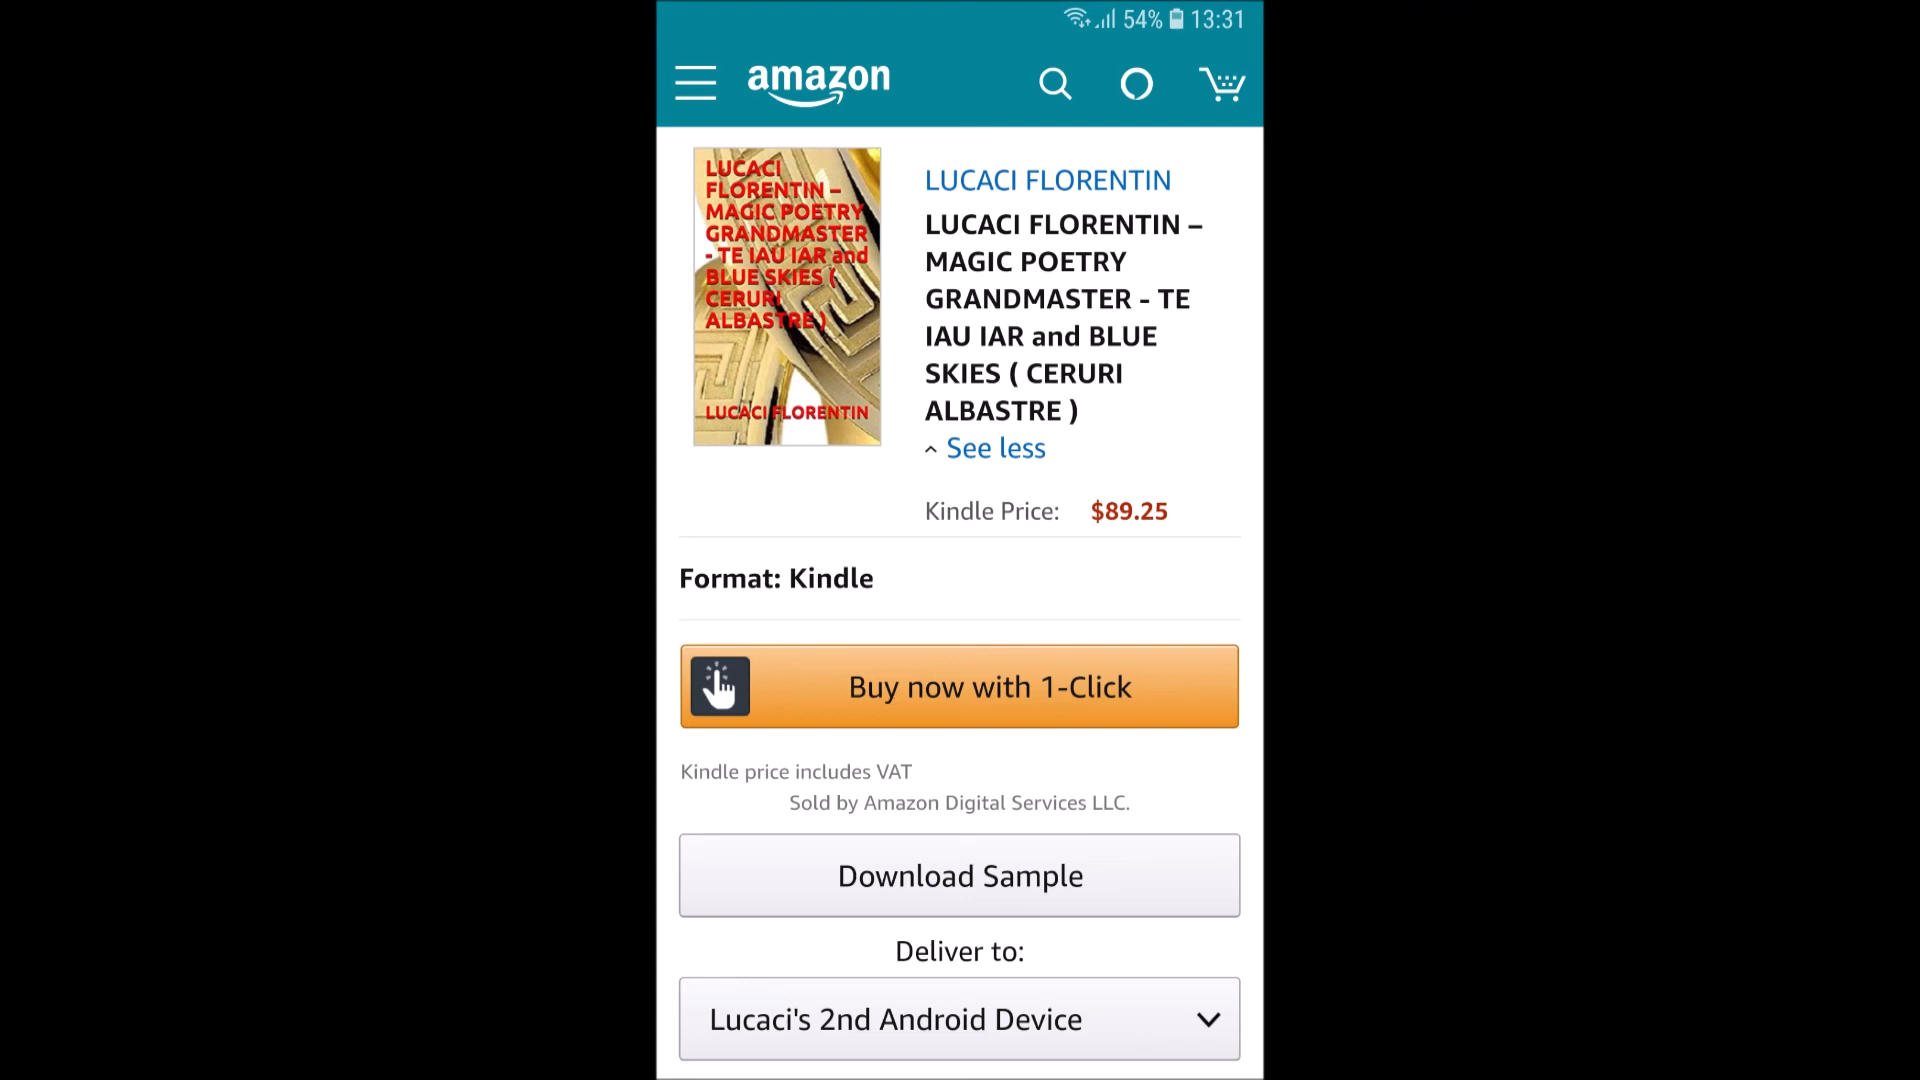 54% 13:31
amazon
LUCACI
FLORENTIN –
MAGIC POETRY
GRANDMASTER
- TE IAU IAR and
BLUE SKIES (
CERURI
ALBASTRE )
LUCACI FLORENTIN
LUCACI FLORENTIN
LUCACI FLORENTIN –
MAGIC POETRY
GRANDMASTER - TE
IAU IAR and BLUE
SKIES ( CERURI
ALBASTRE )
See less
Kindle Price: $89.25
Format: Kindle
Buy now with 1-Click
Kindle price includes VAT
Sold by Amazon Digital Services LLC.
Download Sample
Deliver to:
Lucaci's 2nd Android Device